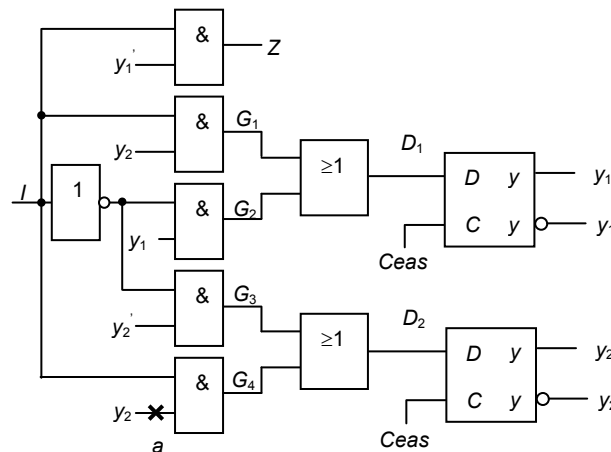 &
Z
y₁'
&
G₁
y₂
I
1
≥1
D₁
D y
y₁
C y
y₁
&
G₂
y₁
Ceas
&
G₃
y₂'
≥1
D₂
D y
y₂
C y
y₂
&
G₄
y₂
a
Ceas